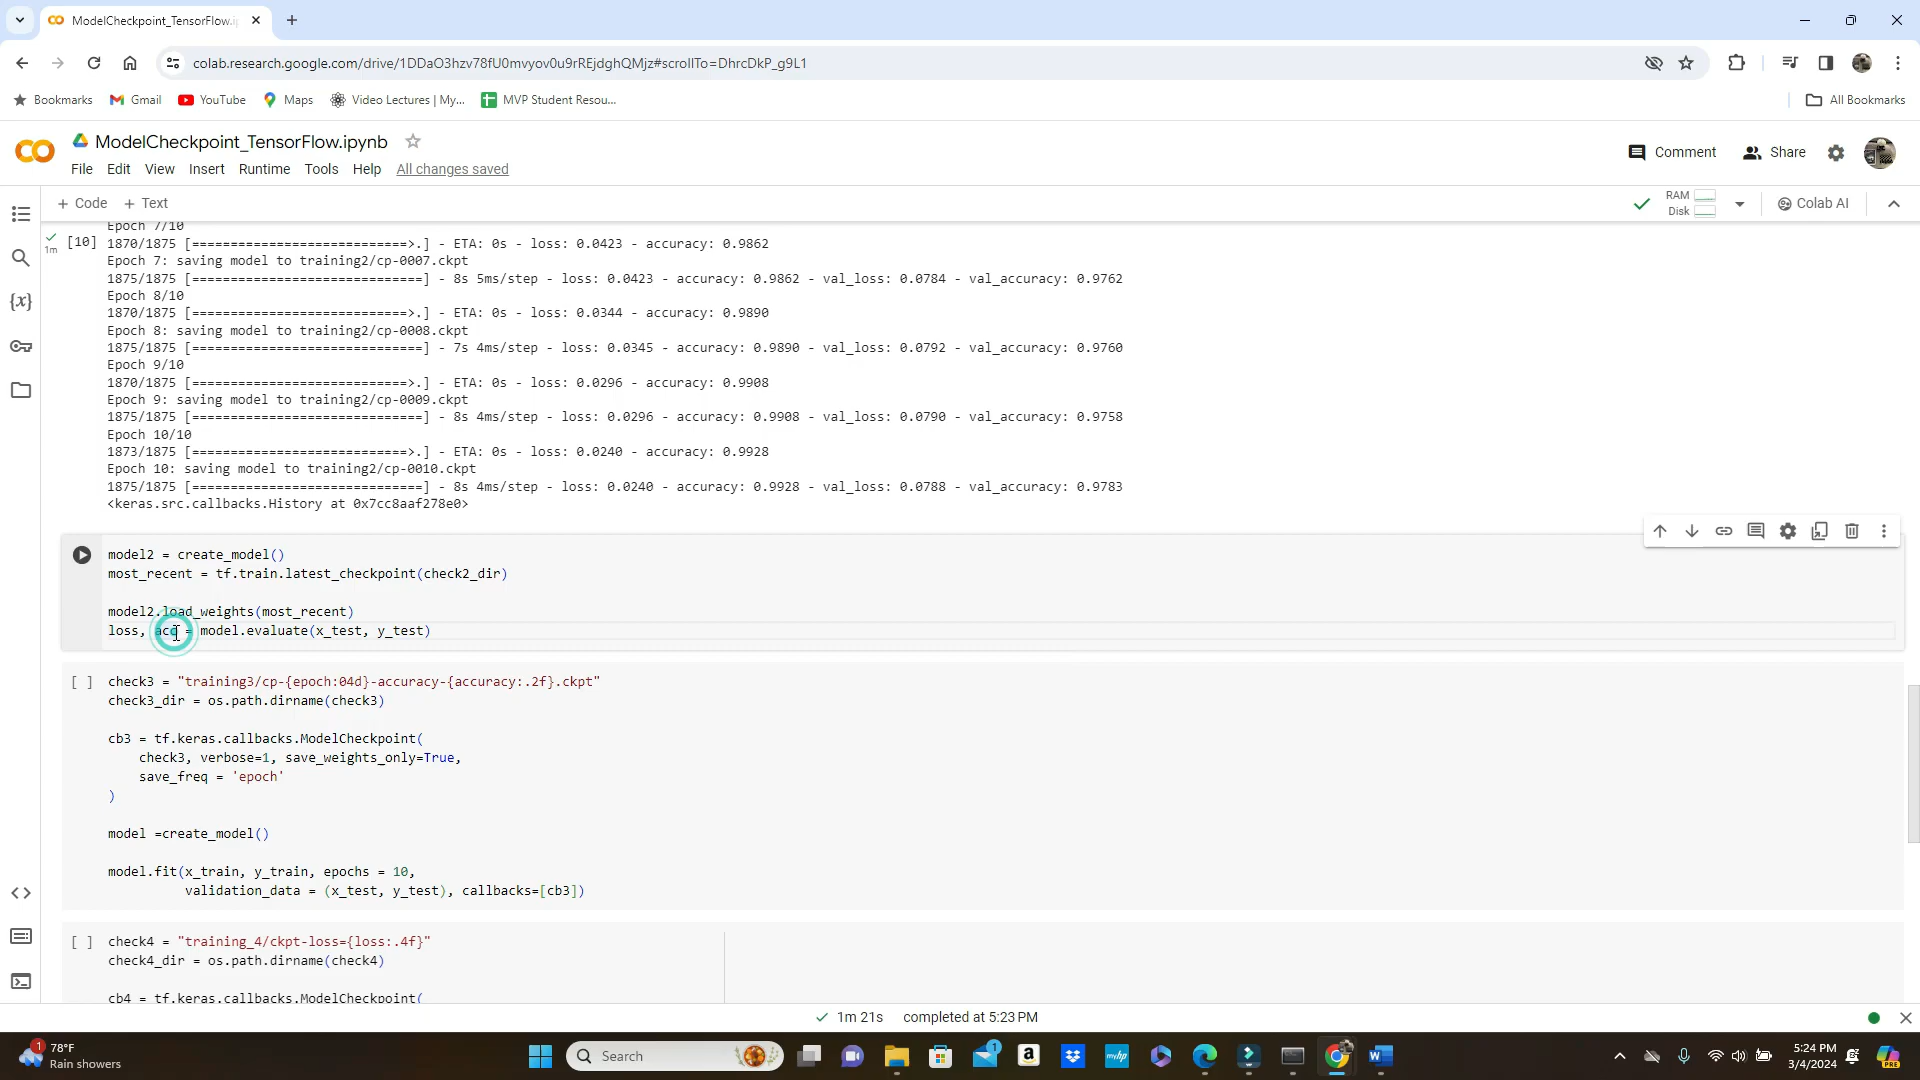 ModelCheckpoint_TensorFlow.ip
colab.research.google.com/drive/1DDaO3hzv78fU0mvyov0u9rREjdghQMjz#scrollTo=DhrcDkP_g9L1
Bookmarks Gmail YouTube Maps Video Lectures | My... MVP Student Resou... All Bookmarks
ModelCheckpoint_TensorFlow.ipynb
Comment Share
File Edit View Insert Runtime Tools Help All changes saved
+ Code + Text
RAM
Disk
Colab AI
Epoch 7/10
[10]
1m
1870/1875 [============================>.] - ETA: 0s - loss: 0.0423 - accuracy: 0.9862
Epoch 7: saving model to training2/cp-0007.ckpt
1875/1875 [==============================] - 8s 5ms/step - loss: 0.0423 - accuracy: 0.9862 - val_loss: 0.0784 - val_accuracy: 0.9762
Epoch 8/10
1870/1875 [============================>.] - ETA: 0s - loss: 0.0344 - accuracy: 0.9890
Epoch 8: saving model to training2/cp-0008.ckpt
1875/1875 [==============================] - 7s 4ms/step - loss: 0.0345 - accuracy: 0.9890 - val_loss: 0.0792 - val_accuracy: 0.9760
Epoch 9/10
1870/1875 [============================>.] - ETA: 0s - loss: 0.0296 - accuracy: 0.9908
Epoch 9: saving model to training2/cp-0009.ckpt
1875/1875 [==============================] - 8s 4ms/step - loss: 0.0296 - accuracy: 0.9908 - val_loss: 0.0790 - val_accuracy: 0.9758
Epoch 10/10
1873/1875 [============================>.] - ETA: 0s - loss: 0.0240 - accuracy: 0.9928
Epoch 10: saving model to training2/cp-0010.ckpt
1875/1875 [==============================] - 8s 4ms/step - loss: 0.0240 - accuracy: 0.9928 - val_loss: 0.0788 - val_accuracy: 0.9783
<keras.src.callbacks.History at 0x7cc8aaf278e0>
model2 = create_model()
most_recent = tf.train.latest_checkpoint(check2_dir)
model2.load_weights(most_recent)
loss, acc = model.evaluate(x_test, y_test)
[ ] check3 = "training3/cp-{epoch:04d}-accuracy-{accuracy:.2f}.ckpt"
check3_dir = os.path.dirname(check3)
cb3 = tf.keras.callbacks.ModelCheckpoint(
check3, verbose=1, save_weights_only=True,
save_freq = 'epoch'
)
model =create_model()
model.fit(x_train, y_train, epochs = 10,
validation_data = (x_test, y_test), callbacks=[cb3])
[ ] check4 = "training_4/ckpt-loss={loss:.4f}"
check4_dir = os.path.dirname(check4)
cb4 = tf.keras.callbacks.ModelCheckpoint(
1m 21s completed at 5:23 PM
1
78°F
Rain showers
Search
1
5:24 PM
3/4/2024